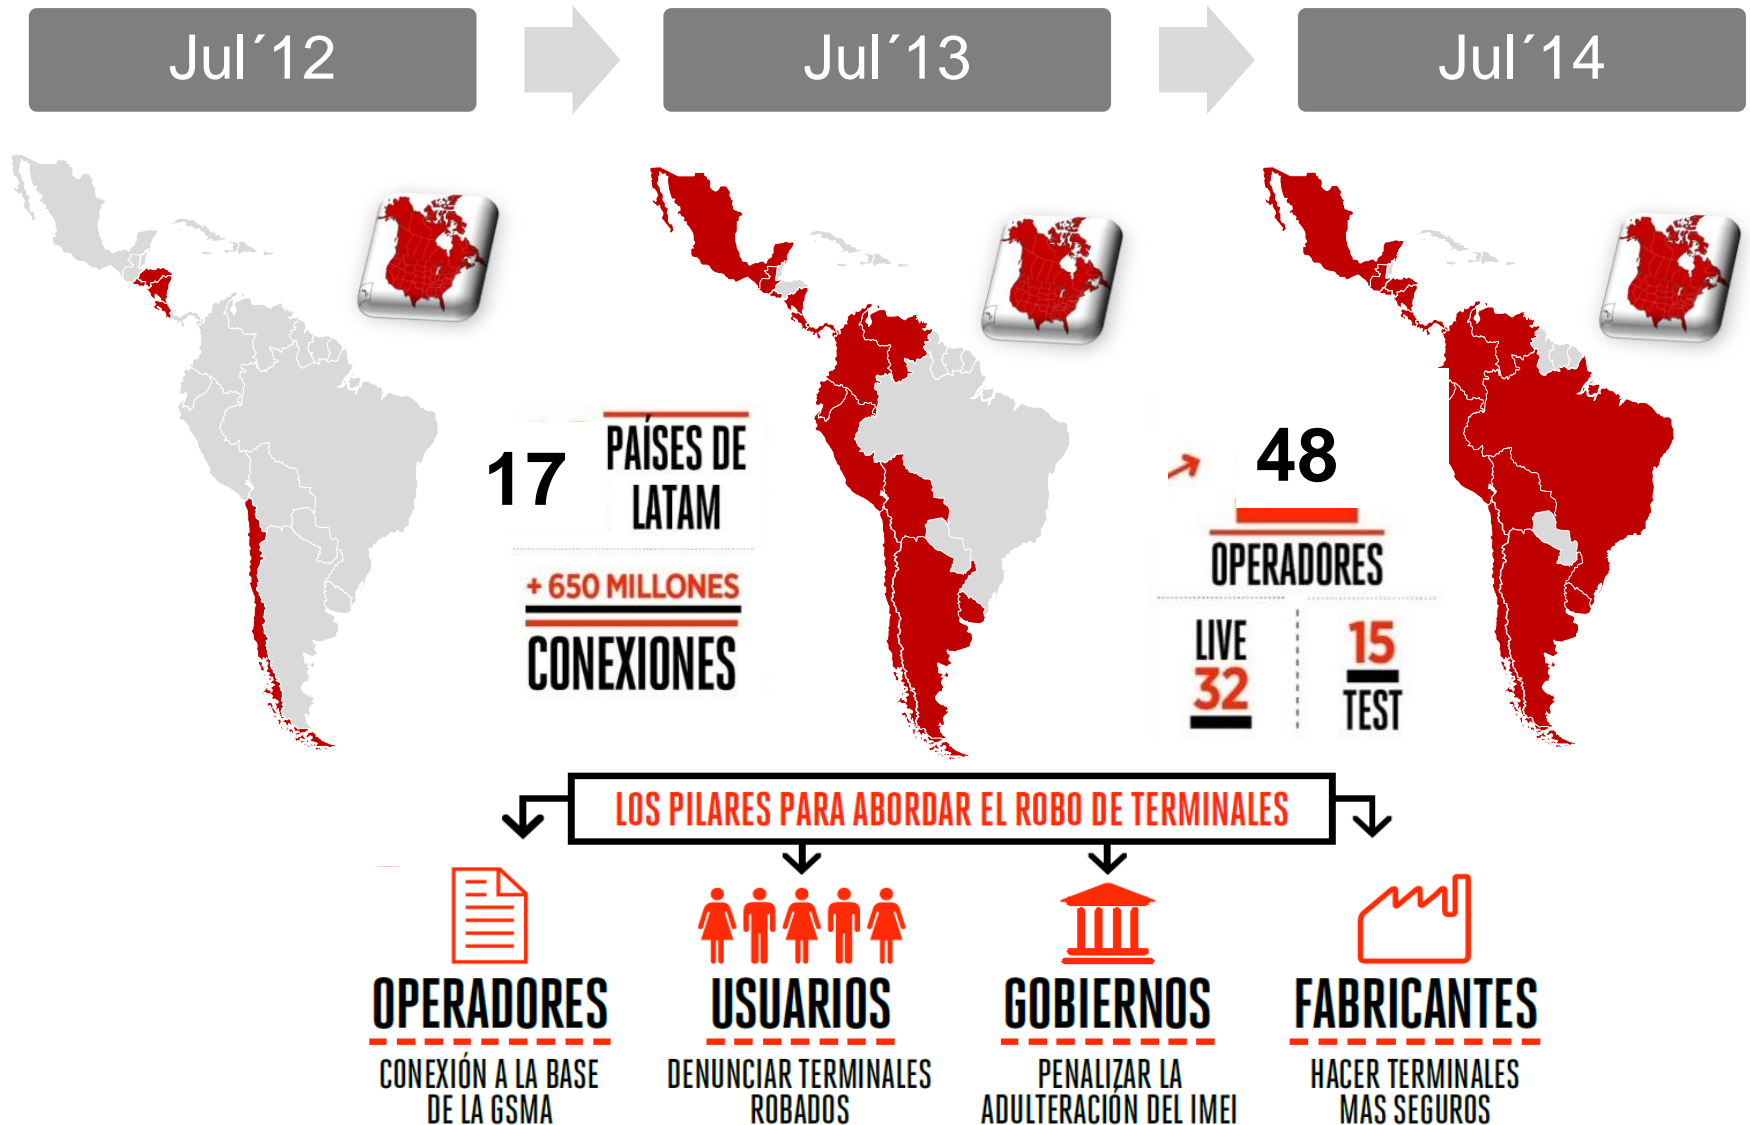 Jul´12
Jul´13
Jul´14
17
PAÍSES DE
LATAM
+ 650 MILLONES
CONEXIONES
48
OPERADORES
LIVE
32
15
TEST
LOS PILARES PARA ABORDAR EL ROBO DE TERMINALES
OPERADORES
CONEXIÓN A LA BASE
DE LA GSMA
USUARIOS
DENUNCIAR TERMINALES
ROBADOS
GOBIERNOS
PENALIZAR LA
ADULTERACIÓN DEL IMEI
FABRICANTES
HACER TERMINALES
MAS SEGUROS